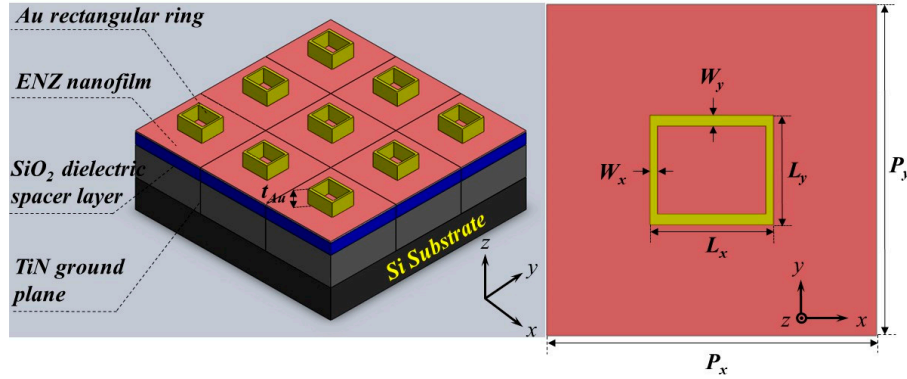 Au rectangular ring
ENZ nanofilm
SiO2 dielectric
spacer layer
TiN ground
plane
tAu
Si Substrate
z
y
x
Wy
Wx
Ly
Lx
Py
y
z
x
Px